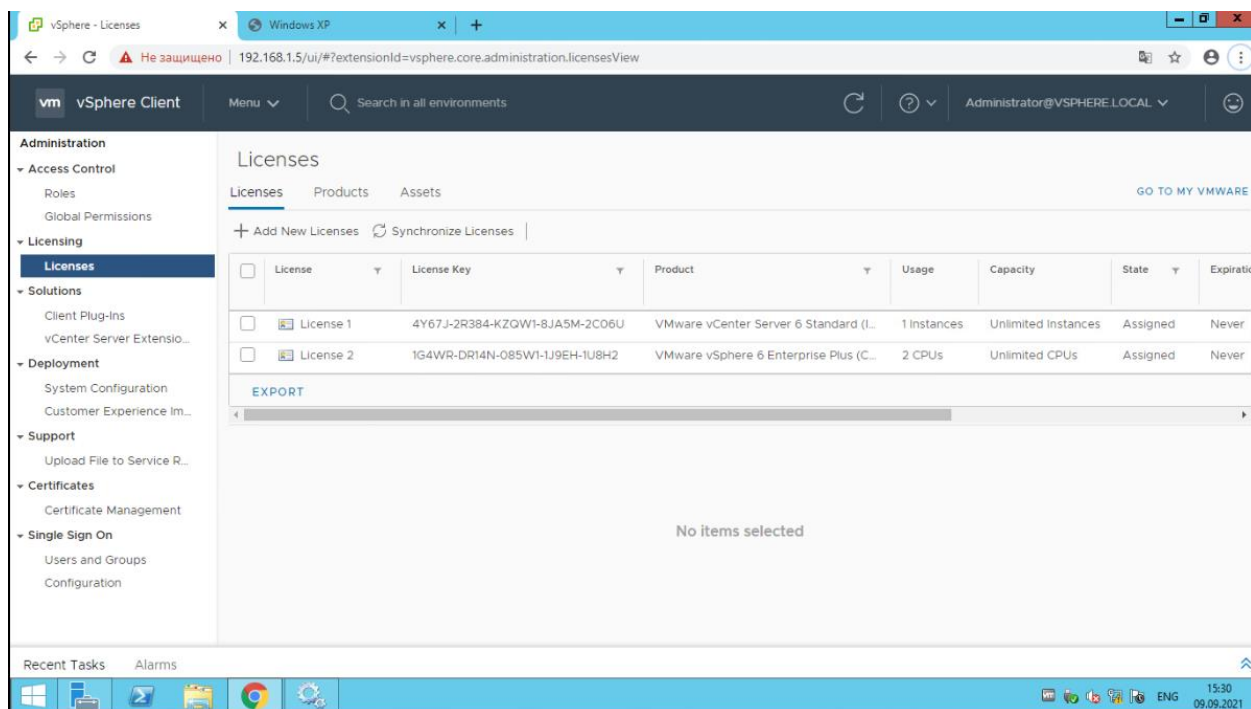 vSphere - Licenses
Windows XP
Не защищено 192.168.1.5/ui/#?extensionId=vsphere.core.administration.licensesView
vm vSphere Client Menu Search in all environments Administrator@VSPHERE.LOCAL
Administration
Access Control
Roles
Global Permissions
Licensing
Licenses
Solutions
Client Plug-Ins
vCenter Server Extensio...
Deployment
System Configuration
Customer Experience Im...
Support
Upload File to Service R...
Certificates
Certificate Management
Single Sign On
Users and Groups
Configuration
Licenses
Licenses Products Assets GO TO MY VMWARE
Add New Licenses Synchronize Licenses
License License Key Product Usage Capacity State Expiratio
License 1 4Y67J-2R384-KZQW1-8JA5M-2C06U VMware vCenter Server 6 Standard (I... 1 Instances Unlimited Instances Assigned Never
License 2 1G4WR-DR14N-085W1-1J9EH-1U8H2 VMware vSphere 6 Enterprise Plus (C... 2 CPUs Unlimited CPUs Assigned Never
EXPORT
No items selected
Recent Tasks Alarms
ENG 15:30
09.09.2021